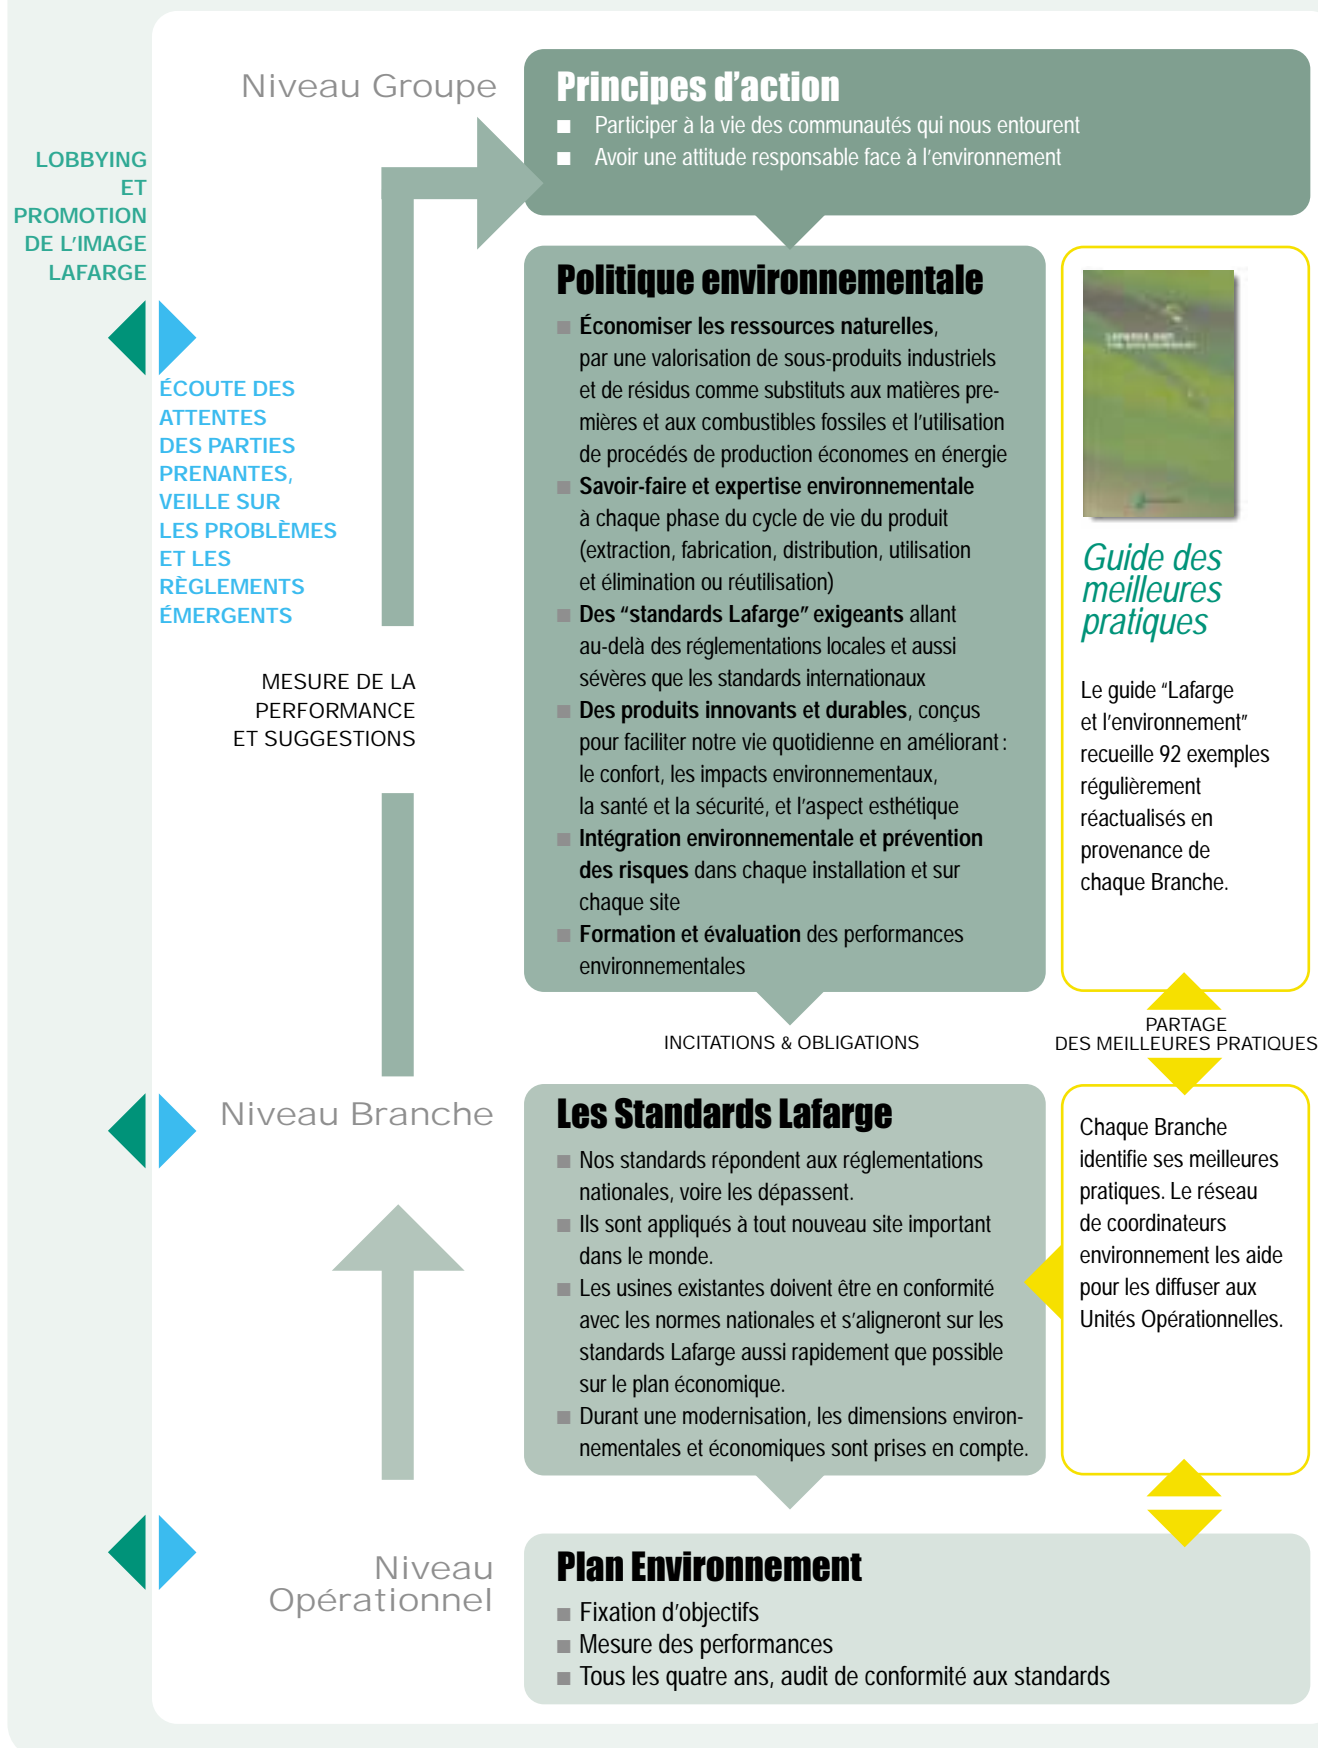 Niveau Groupe
Principes d'action
■ Participer à la vie des communautés qui nous entourent
■ Avoir une attitude responsable face à l'environnement
LOBBYING
ET
PROMOTION
DE L'IMAGE
LAFARGE
ÉCOUTE DES
ATTENTES
DES PARTIES
PRENANTES,
VEILLE SUR
LES PROBLÈMES
ET LES
RÈGLEMENTS
ÉMERGENTS
MESURE DE LA
PERFORMANCE
ET SUGGESTIONS
Politique environnementale
■ Économiser les ressources naturelles,
par une valorisation de sous-produits industriels
et de résidus comme substituts aux matières pre-
mières et aux combustibles fossiles et l'utilisation
de procédés de production économes en énergie
■ Savoir-faire et expertise environnementale
à chaque phase du cycle de vie du produit
(extraction, fabrication, distribution, utilisation
et élimination ou réutilisation)
■ Des “standards Lafarge” exigeants allant
au-delà des réglementations locales et aussi
sévères que les standards internationaux
■ Des produits innovants et durables, conçus
pour faciliter notre vie quotidienne en améliorant :
le confort, les impacts environnementaux,
la santé et la sécurité, et l'aspect esthétique
■ Intégration environnementale et prévention
des risques dans chaque installation et sur
chaque site
■ Formation et évaluation des performances
environnementales
Guide des
meilleures
pratiques
Le guide “Lafarge
et l'environnement”
recueille 92 exemples
régulièrement
réactualisés en
provenance de
chaque Branche.
INCITATIONS & OBLIGATIONS
PARTAGE
DES MEILLEURES PRATIQUES
Niveau Branche
Les Standards Lafarge
■ Nos standards répondent aux réglementations
nationales, voire les dépassent.
■ Ils sont appliqués à tout nouveau site important
dans le monde.
■ Les usines existantes doivent être en conformité
avec les normes nationales et s'aligneront sur les
standards Lafarge aussi rapidement que possible
sur le plan économique.
■ Durant une modernisation, les dimensions environ-
nementales et économiques sont prises en compte.
Chaque Branche
identifie ses meilleures
pratiques. Le réseau
de coordinateurs
environnement les aide
pour les diffuser aux
Unités Opérationnelles.
Niveau
Opérationnel
Plan Environnement
■ Fixation d'objectifs
■ Mesure des performances
■ Tous les quatre ans, audit de conformité aux standards